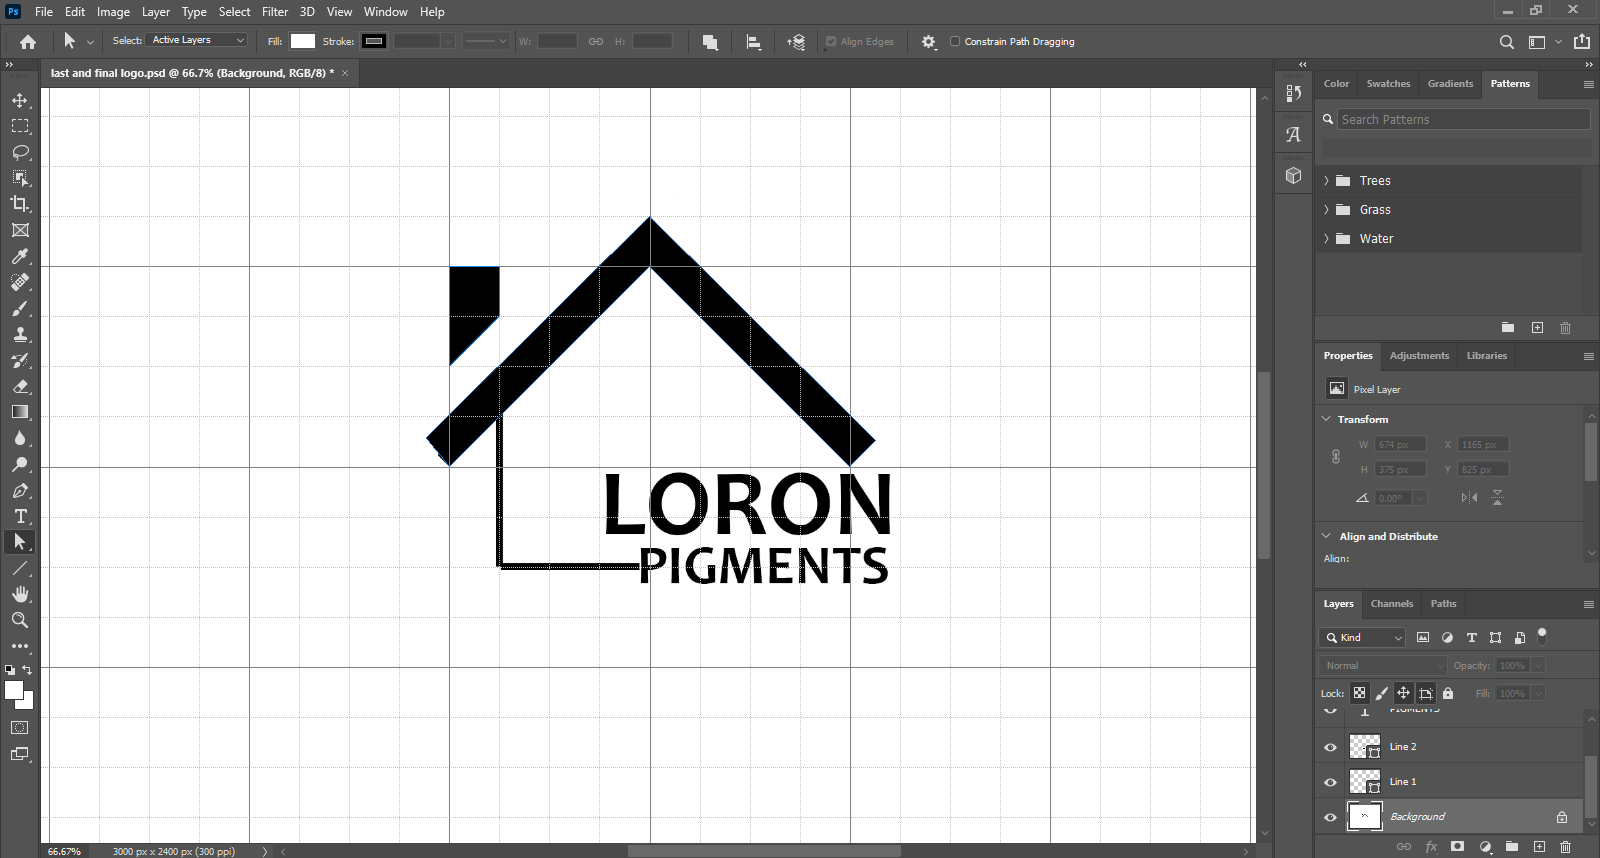 Ps File Edit Image Layer Type Select Filter 3D View Window Help
Select: Active Layers Fill: Stroke: W: H: Align Edges Constrain Path Dragging
last and final logo.psd @ 66.7% (Background, RGB/8) * ×
Color Swatches Gradients Patterns
Search Patterns
Trees
Grass
Water
Properties Adjustments Libraries
Pixel Layer
Transform
W 674 px X 1165 px
H 375 px Y 825 px
0.00°
Align and Distribute
Align:
LORON
PIGMENTS
Layers Channels Paths
Kind
Normal Opacity: 100%
Lock: Fill: 100%
PIGMENTS
Line 2
Line 1
Background
66.67% 3000 px x 2400 px (300 ppi)